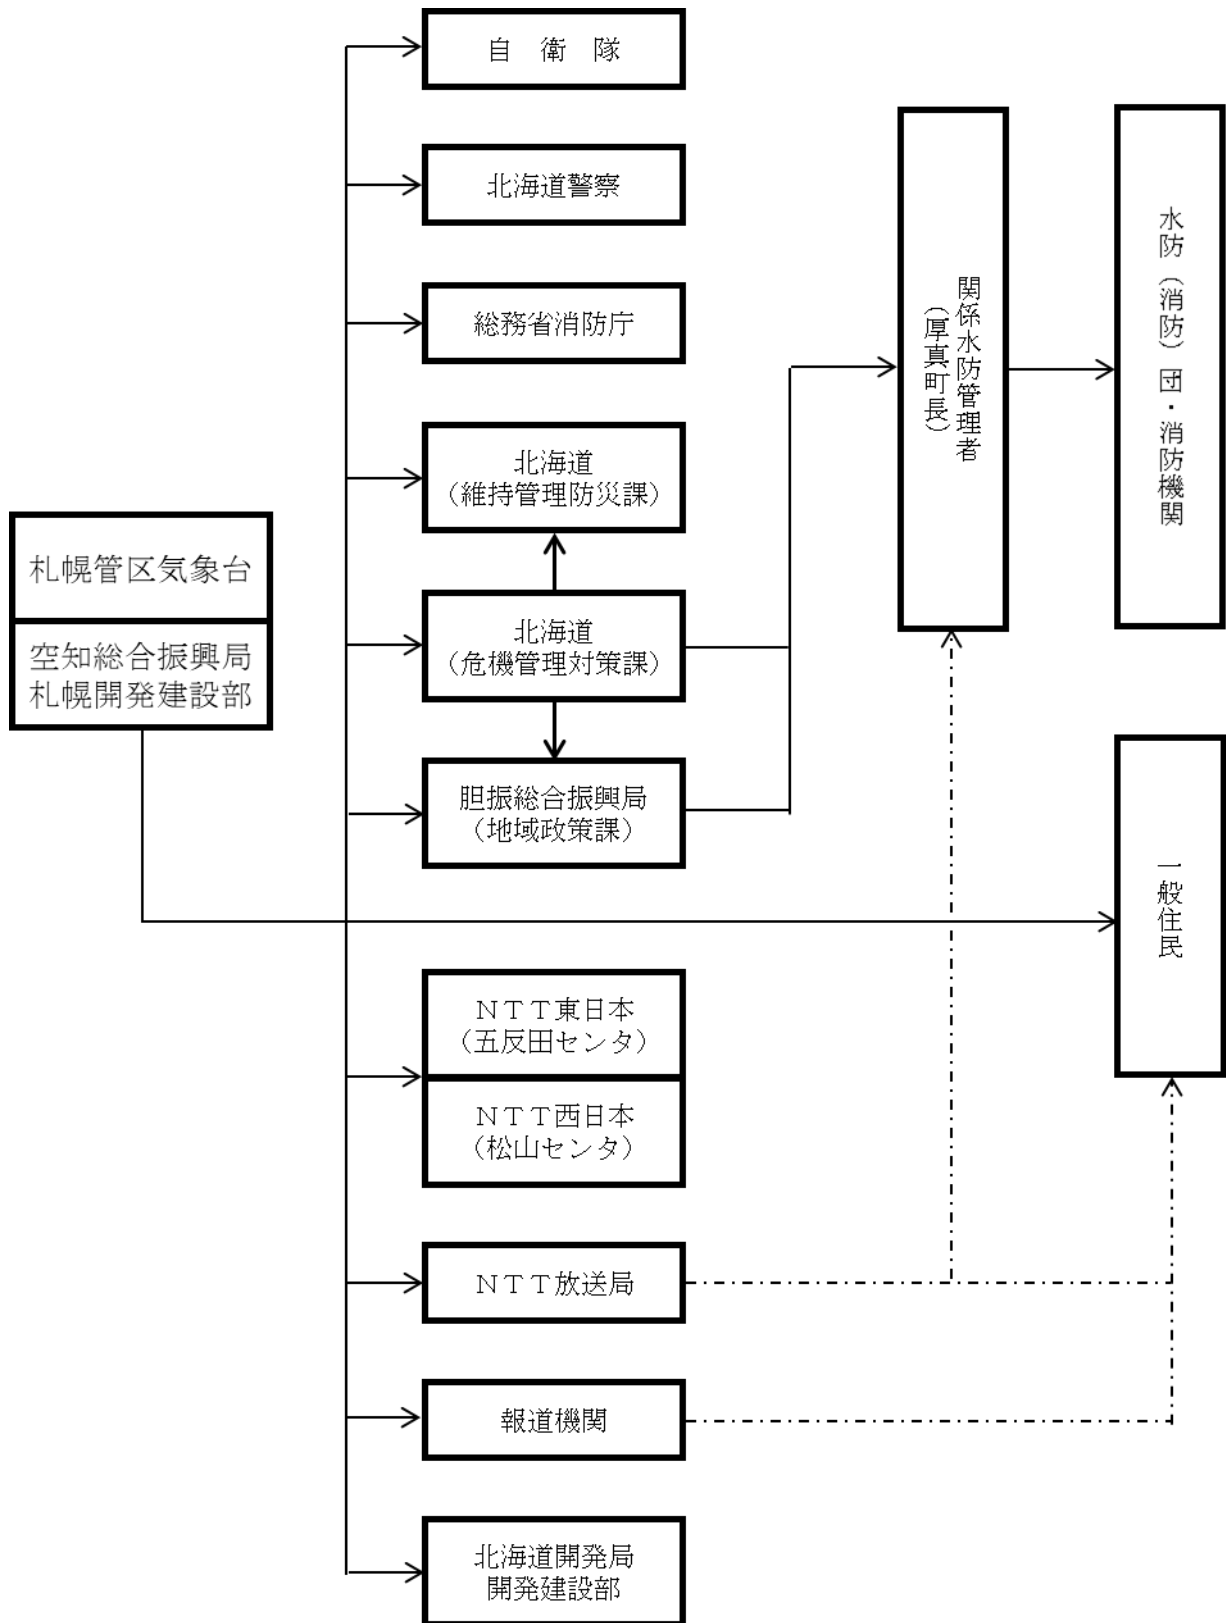 自　衛　隊
北海道警察
総務省消防庁
北海道
（維持管理防災課）
札幌管区気象台
空知総合振興局
札幌開発建設部
北海道
（危機管理対策課）
胆振総合振興局
（地域政策課）
ＮＴＴ東日本
（五反田センタ）
ＮＴＴ西日本
（松山センタ）
ＮＴＴ放送局
報道機関
北海道開発局
開発建設部
関係水防管理者
（厚真町長）
水防（消防）団・消防機関
一般住民